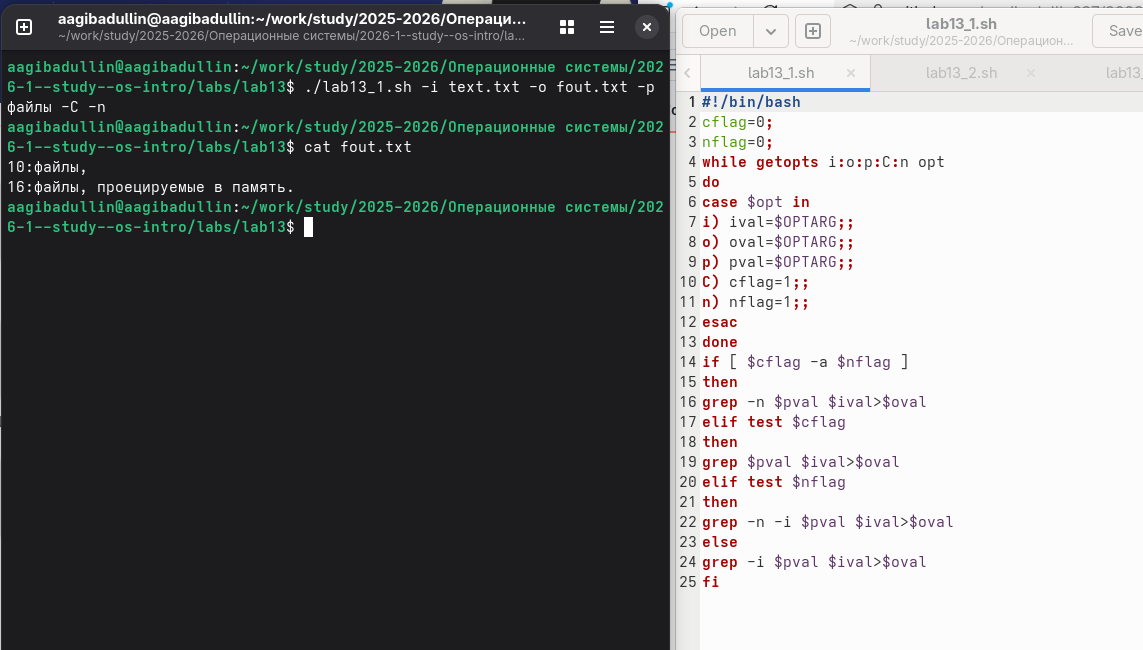 aagibadullin@aagibadullin:~/work/study/2025-2026/Операци...
~/work/study/2025-2026/Операционные системы/2026-1--study--os-intro/la...
aagibadullin@aagibadullin:~/work/study/2025-2026/Операционные системы/202
6-1--study--os-intro/labs/lab13$ ./lab13_1.sh -i text.txt -o fout.txt -p
файлы -C -n
aagibadullin@aagibadullin:~/work/study/2025-2026/Операционные системы/202
6-1--study--os-intro/labs/lab13$ cat fout.txt
10:файлы,
16:файлы, проецируемые в память.
aagibadullin@aagibadullin:~/work/study/2025-2026/Операционные системы/202
6-1--study--os-intro/labs/lab13$
Open
lab13_1.sh
~/work/study/2025-2026/Операцион...
Save
lab13_1.sh
lab13_2.sh
lab13_
1 #!/bin/bash
2 cflag=0;
3 nflag=0;
4 while getopts i:o:p:C:n opt
5 do
6 case $opt in
7 i) ival=$OPTARG;;
8 o) oval=$OPTARG;;
9 p) pval=$OPTARG;;
10 C) cflag=1;;
11 n) nflag=1;;
12 esac
13 done
14 if [ $cflag -a $nflag ]
15 then
16 grep -n $pval $ival>$oval
17 elif test $cflag
18 then
19 grep $pval $ival>$oval
20 elif test $nflag
21 then
22 grep -n -i $pval $ival>$oval
23 else
24 grep -i $pval $ival>$oval
25 fi